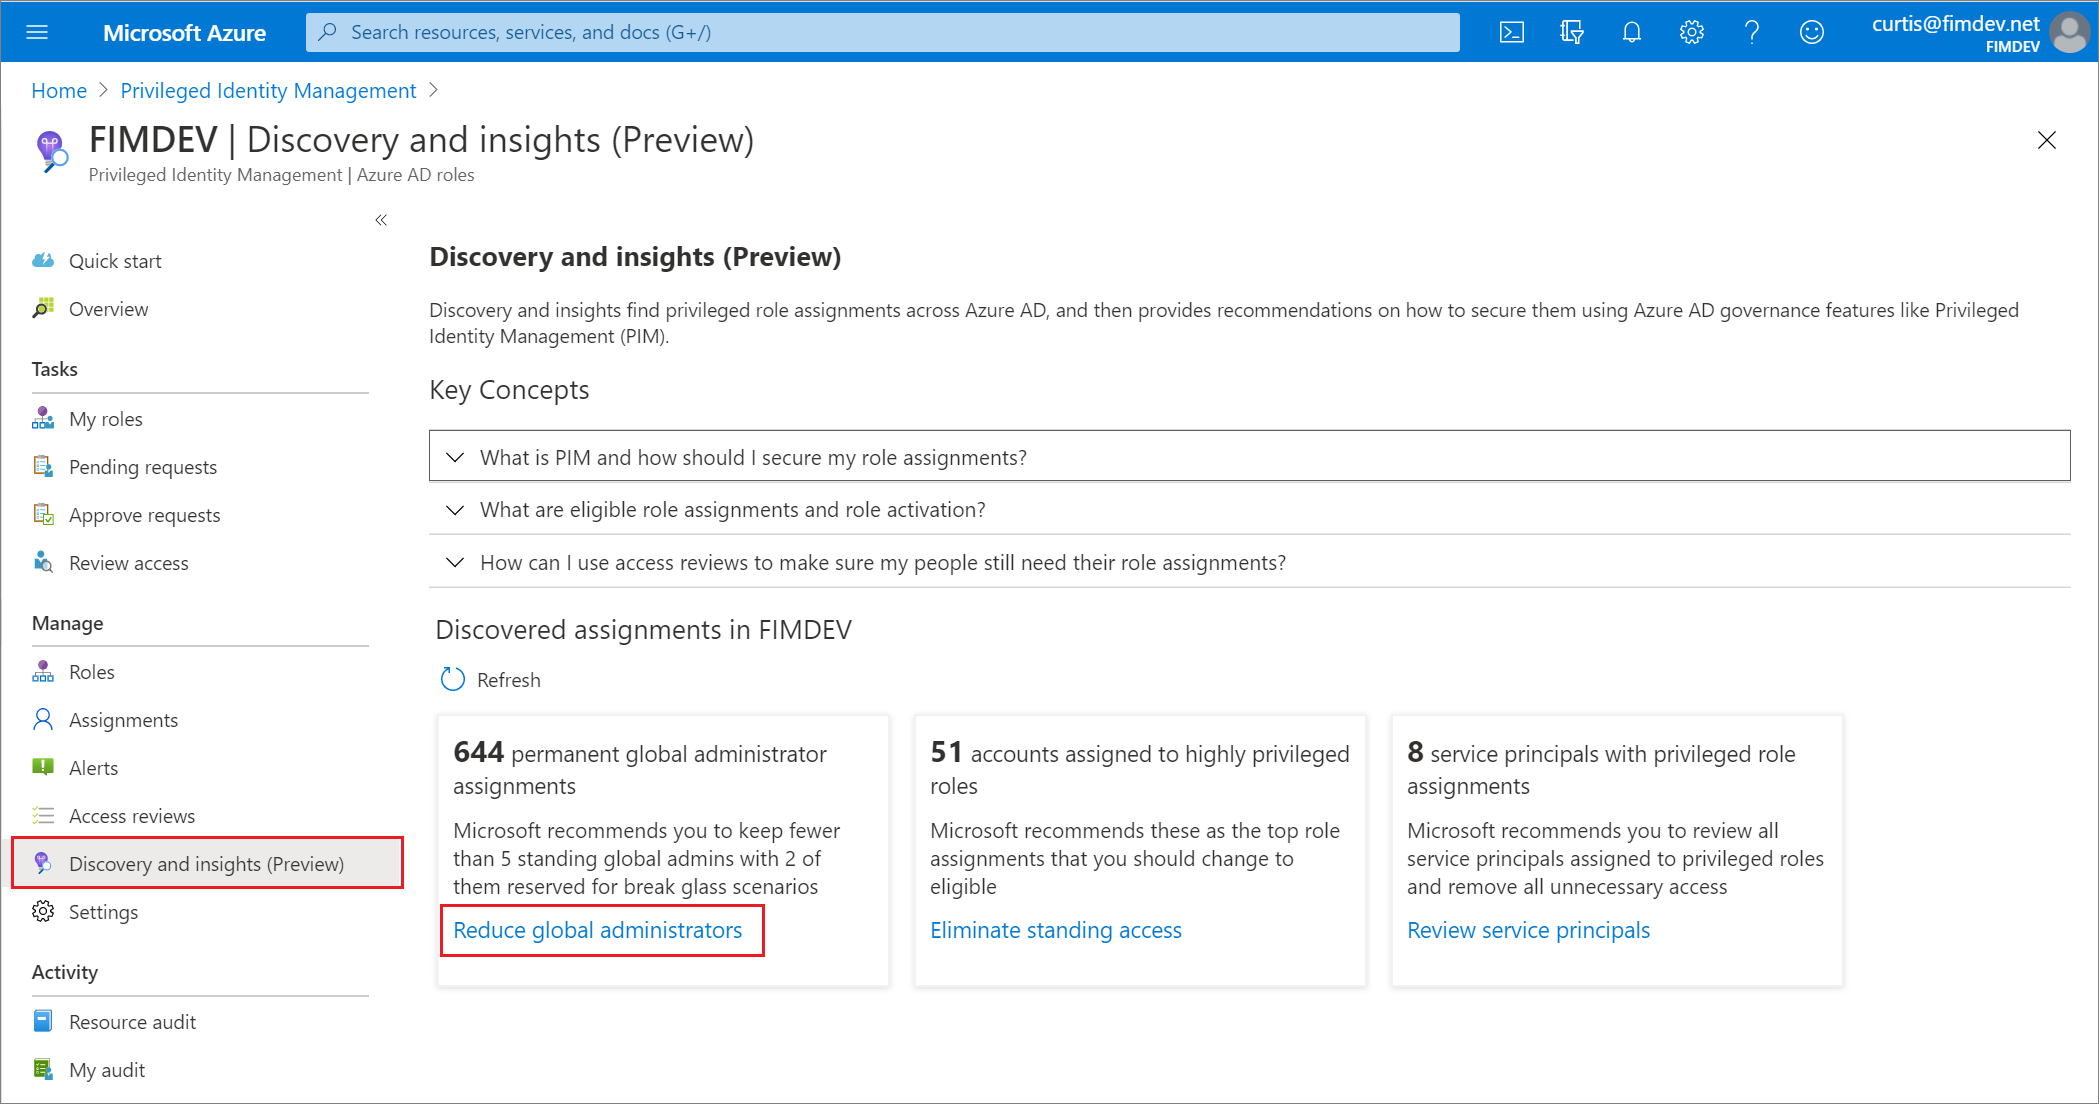 Microsoft Azure
Search resources, services, and docs (G+/)
curtis@fimdev.net
FIMDEV
Home > Privileged Identity Management >
FIMDEV | Discovery and insights (Preview)
Privileged Identity Management | Azure AD roles
«
Quick start
Overview
Tasks
My roles
Pending requests
Approve requests
Review access
Manage
Roles
Assignments
Alerts
Access reviews
Discovery and insights (Preview)
Settings
Activity
Resource audit
My audit
Discovery and insights (Preview)
Discovery and insights find privileged role assignments across Azure AD, and then provides recommendations on how to secure them using Azure AD governance features like Privileged
Identity Management (PIM).
Key Concepts
What is PIM and how should I secure my role assignments?
What are eligible role assignments and role activation?
How can I use access reviews to make sure my people still need their role assignments?
Discovered assignments in FIMDEV
Refresh
644 permanent global administrator
assignments
Microsoft recommends you to keep fewer
than 5 standing global admins with 2 of
them reserved for break glass scenarios
Reduce global administrators
51 accounts assigned to highly privileged
roles
Microsoft recommends these as the top role
assignments that you should change to
eligible
Eliminate standing access
8 service principals with privileged role
assignments
Microsoft recommends you to review all
service principals assigned to privileged roles
and remove all unnecessary access
Review service principals